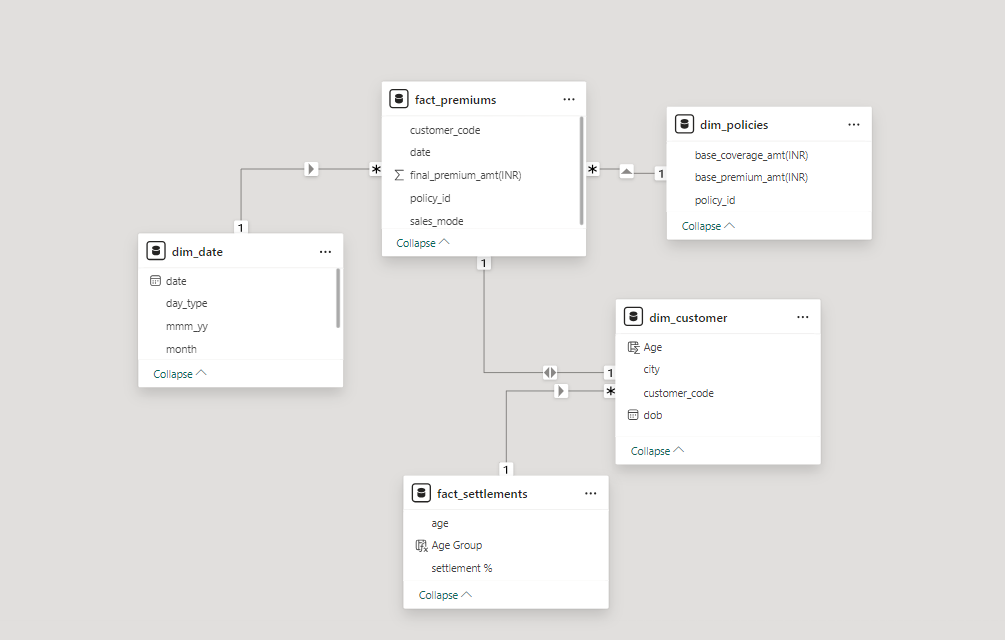 fact_premiums
customer_code
date
final_premium_amt(INR)
policy_id
sales_mode
Collapse
dim_policies
base_coverage_amt(INR)
base_premium_amt(INR)
policy_id
Collapse
* * 1
1
dim_date
date
day_type
mmm_yy
month
Collapse
1
dim_customer
Age
city
customer_code
dob
Collapse
1
*
1
fact_settlements
age
Age Group
settlement %
Collapse